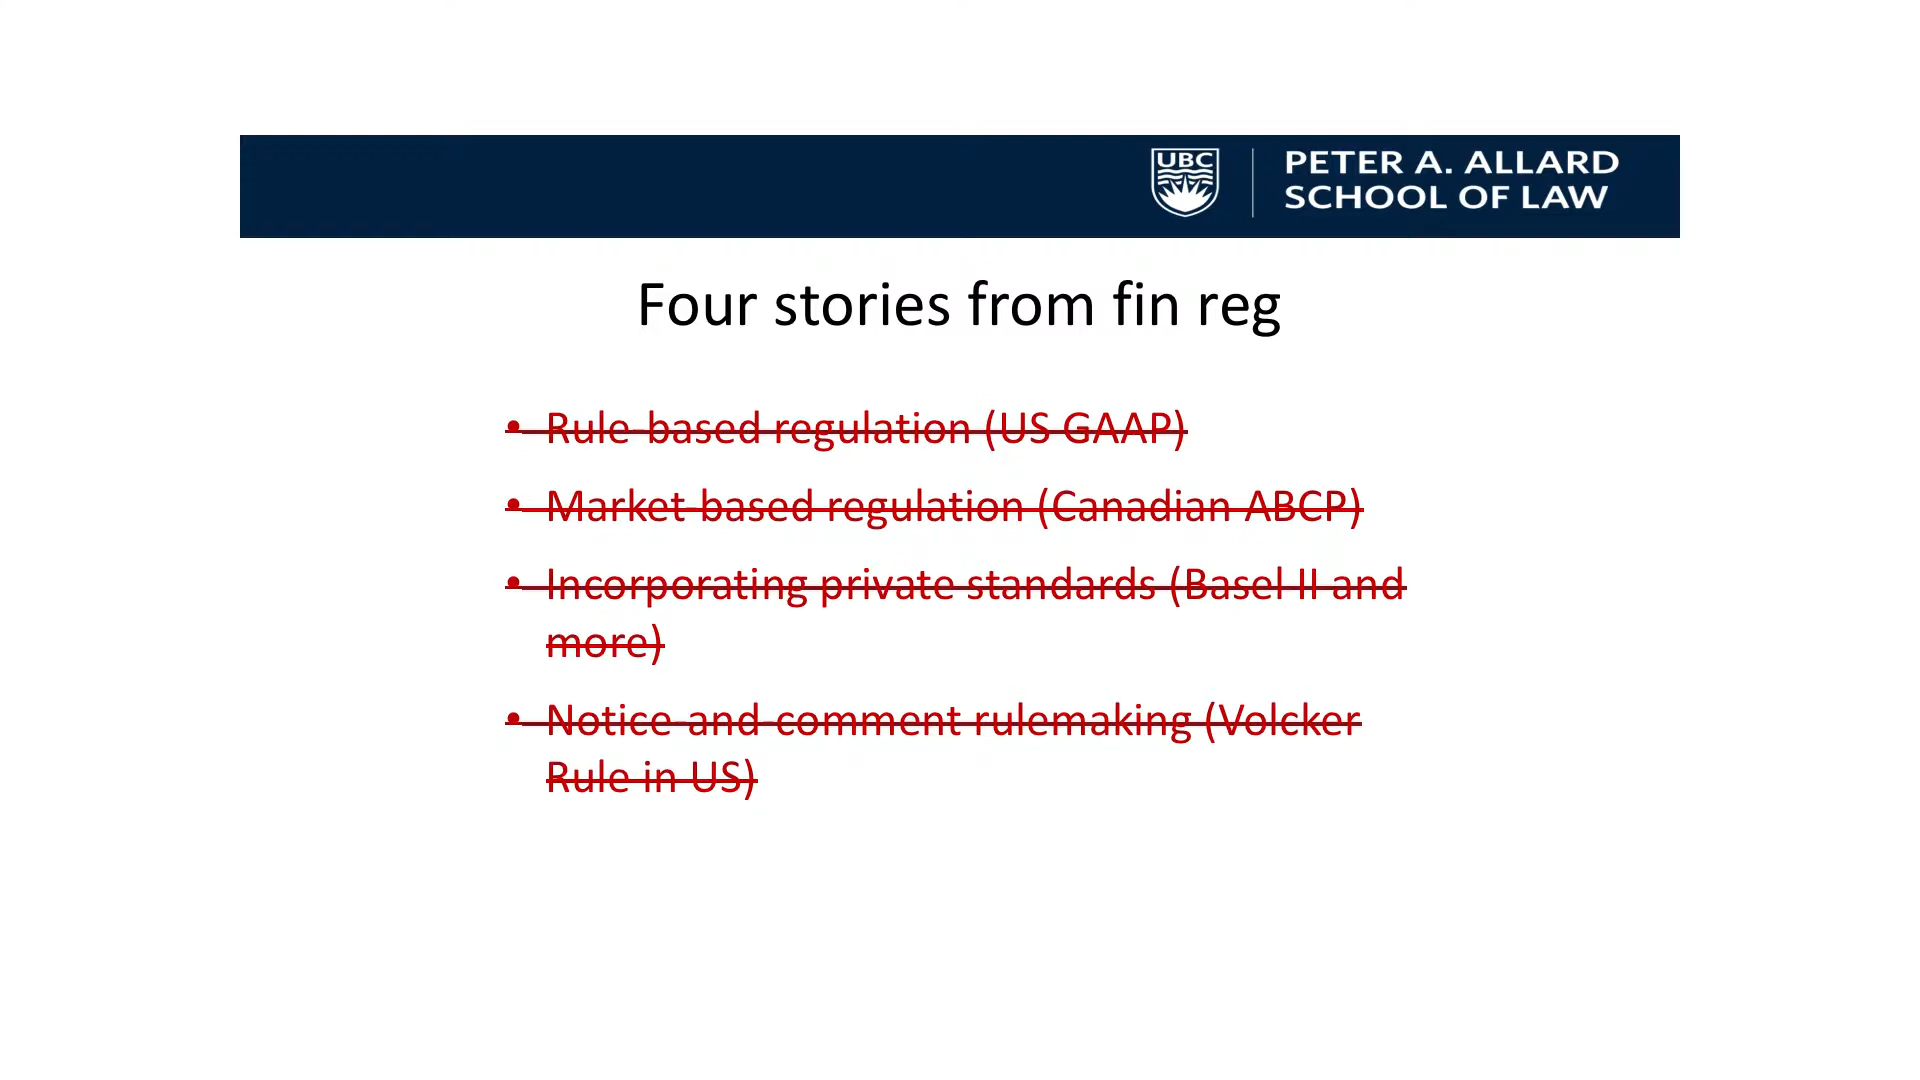 UBC
PETER A. ALLARD
SCHOOL OF LAW
Four stories from fin reg
• Rule-based regulation (US GAAP)
• Market-based regulation (Canadian ABCP)
• Incorporating private standards (Basel II and
more)
• Notice-and-comment rulemaking (Volcker
Rule in US)